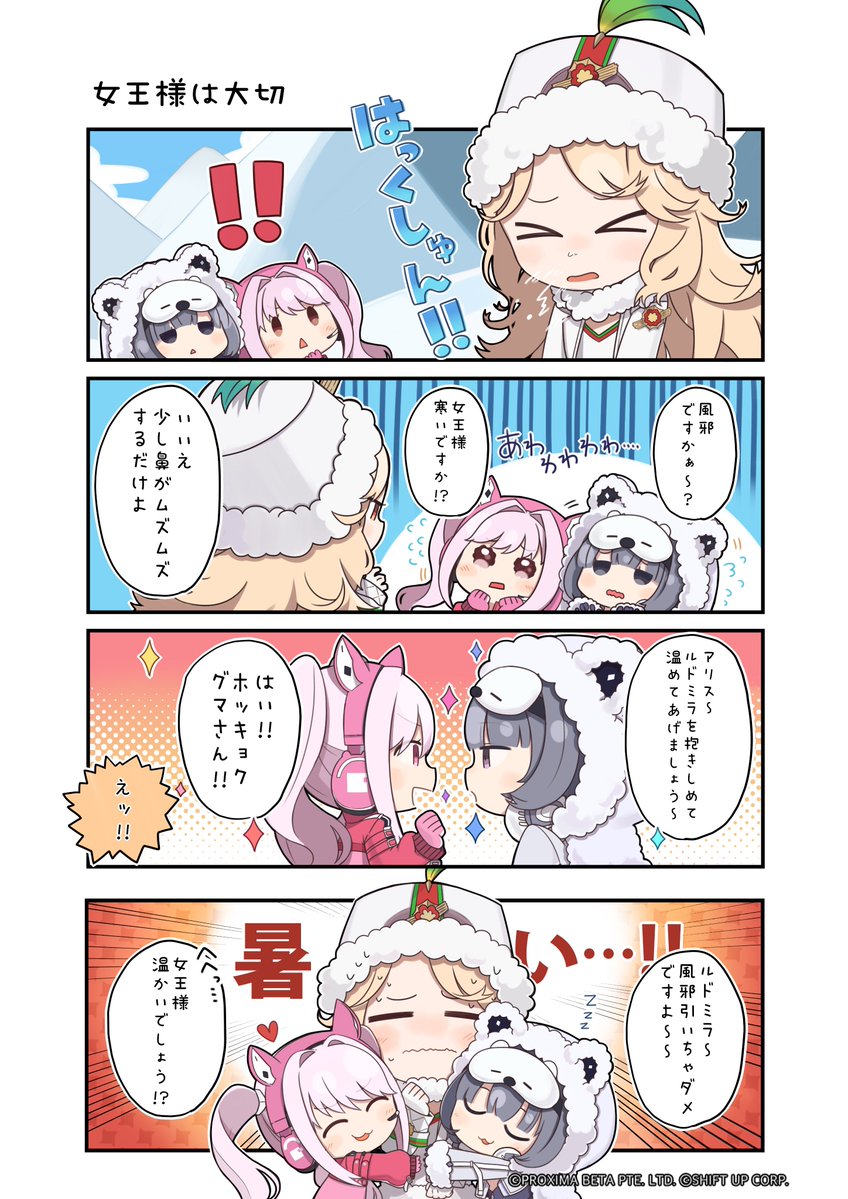 女王様は大切
はっくしゅん!!
!!
風邪
ですかぁ~?
あわわわわわ…
女王様
寒いですか!?
いいえ
少し鼻がムズムズ
するだけよ
アリス~
ルドミラを抱きしめて
温めてあげましょう~
はい!!
ホッキョク
グマさん!!
えッ!!
暑い…!!
ルドミラ~
風邪引いちゃダメ
ですよ~~
zzz
へへっ…
女王様
温かいでしょう!?
©PROXIMA BETA PTE. LTD. ©SHIFT UP CORP.